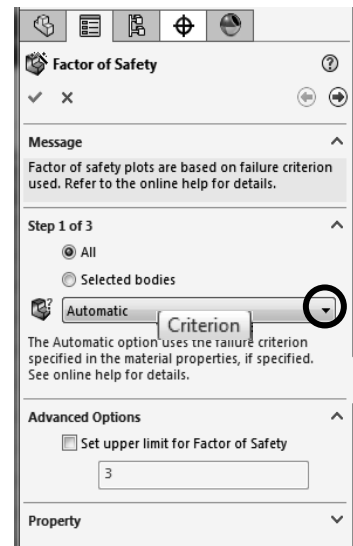 Factor of Safety
Message
Factor of safety plots are based on failure criterion
used. Refer to the online help for details.
Step 1 of 3
All
Selected bodies
Automatic
Criterion
The Automatic option uses the failure criterion
specified in the material properties, if specified.
See online help for details.
Advanced Options
Set upper limit for Factor of Safety
3
Property